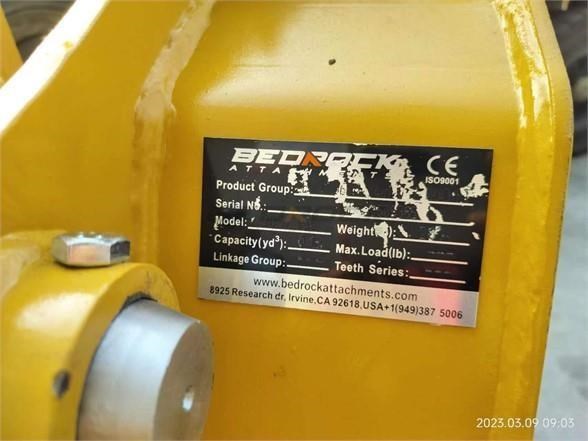 BEDROCK
ATTACHMENTS
CE
ISO9001
Product Group:
Serial No.
Model: Weight(
Capacity(yd³) Max.Load(lb):
Linkage Group: Teeth Series:
www.bedrockattachments.com
8925 Research dr, Irvine,CA 92618,USA+1(949)387 5006
2023.03.09 09:03